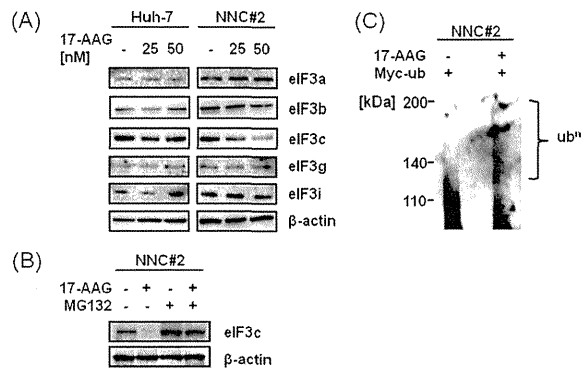 (A)
Huh-7 NNC#2
17-AAG
[nM] - 25 50 - 25 50
eIF3a
eIF3b
eIF3c
eIF3g
eIF3i
β-actin
(B)
NNC#2
17-AAG - + - +
MG132 - - + +
eIF3c
β-actin
(C)
NNC#2
17-AAG - +
Myc-ub + +
[kDa] 200
140
110
ubⁿ